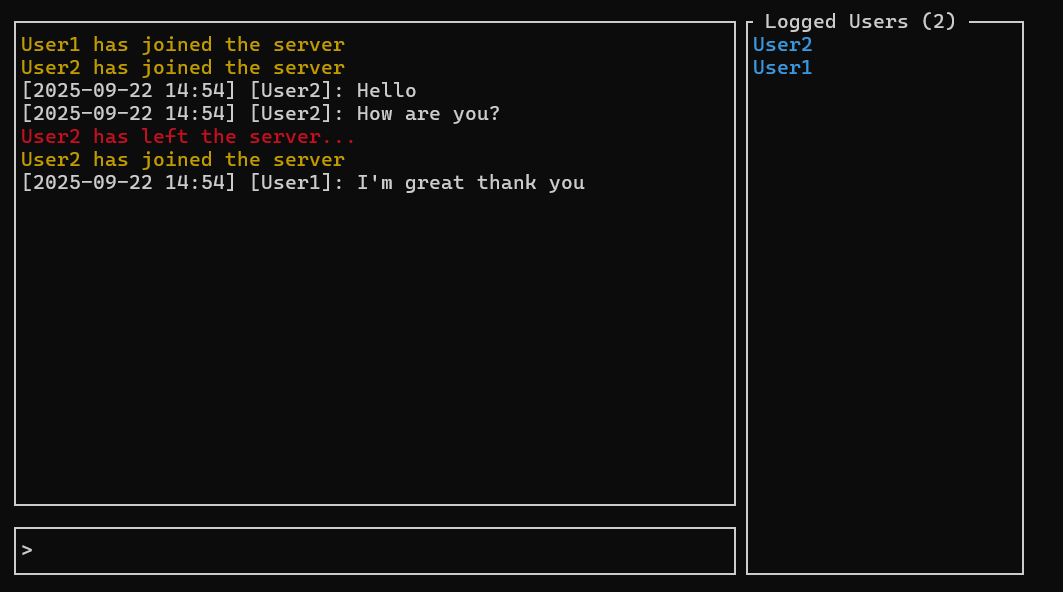 User1 has joined the server
User2 has joined the server
[2025-09-22 14:54] [User2]: Hello
[2025-09-22 14:54] [User2]: How are you?
User2 has left the server...
User2 has joined the server
[2025-09-22 14:54] [User1]: I'm great thank you
>
Logged Users (2)
User2
User1